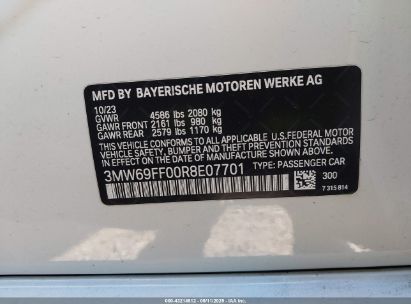 MFD BY BAYERISCHE MOTOREN WERKE AG
10/23
GVWR 4586 lbs 2080 kg
GAWR FRONT 2161 lbs 980 kg
GAWR REAR 2579 lbs 1170 kg
THIS VEHICLE CONFORMS TO ALL APPLICABLE U.S. FEDERAL MOTOR
VEHICLE SAFETY, BUMPER AND THEFT PREVENTION STANDARDS IN
EFFECT ON THE DATE OF MANUFACTURE SHOWN ABOVE.
3MW69FF00R8E07701 TYPE: PASSENGER CAR
300
7 315 814